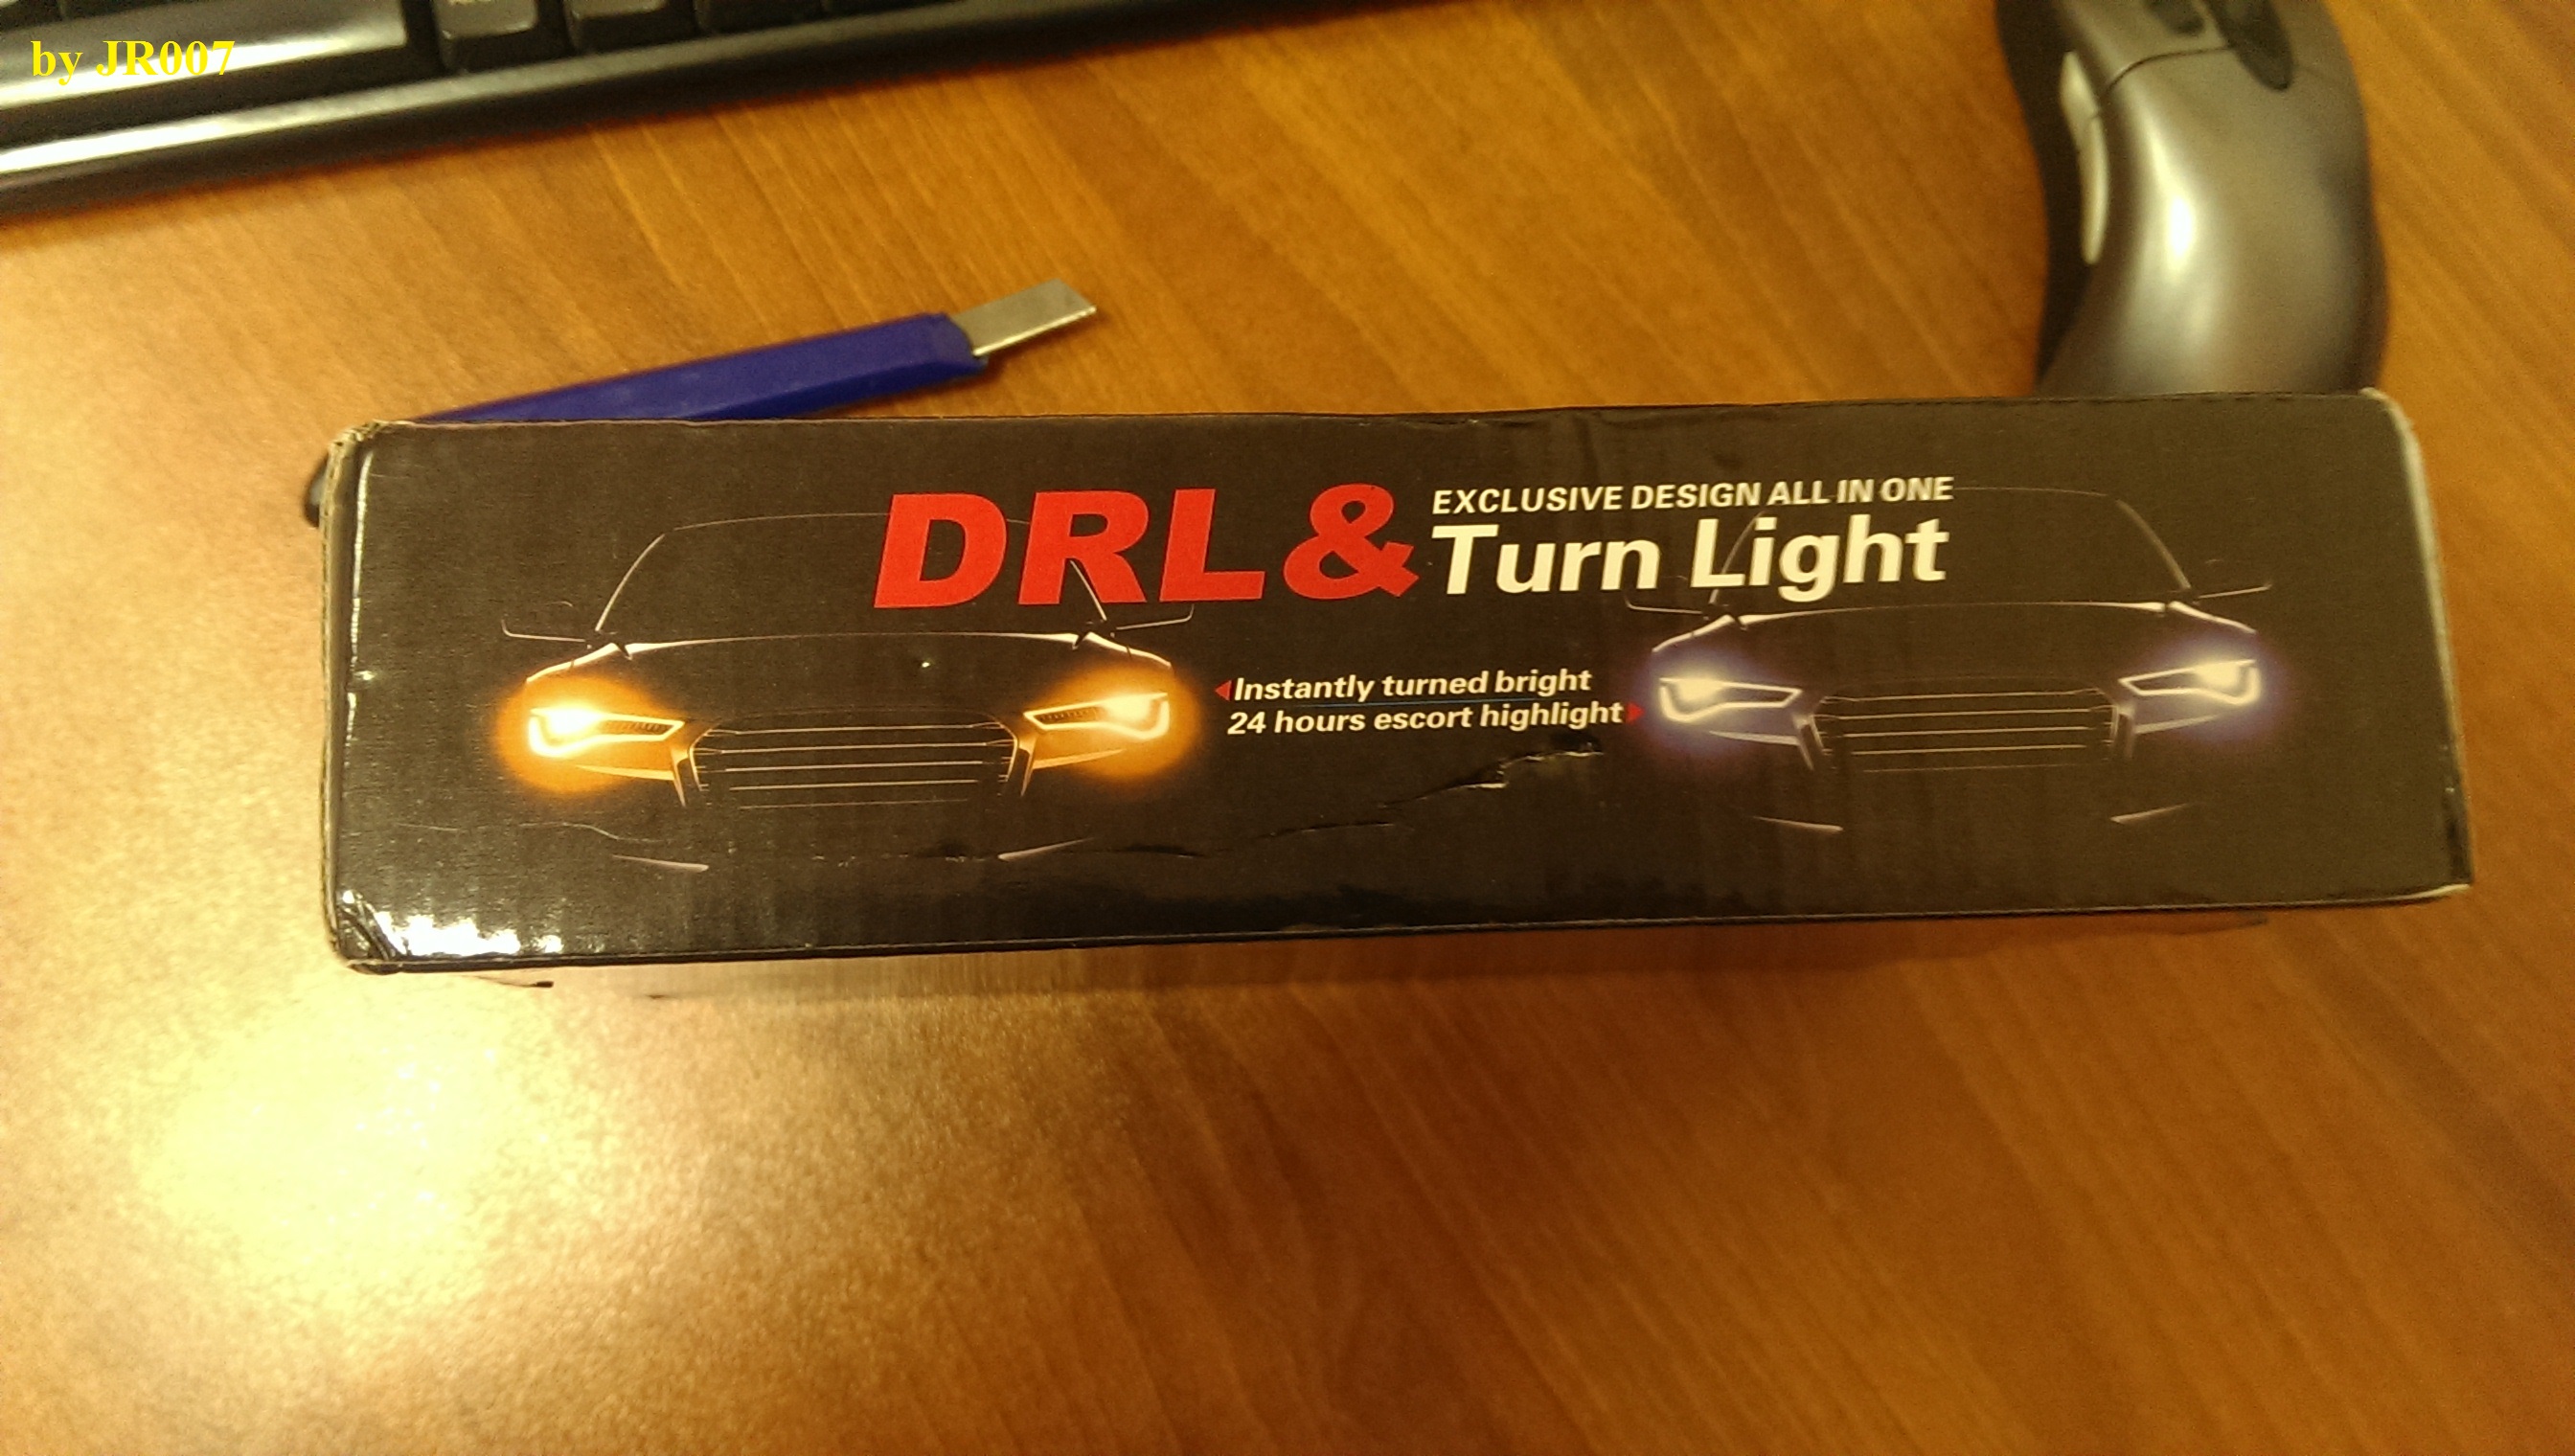 by JR007
DRL &
EXCLUSIVE DESIGN ALL IN ONE
Turn Light
Instantly turned bright
24 hours escort highlight